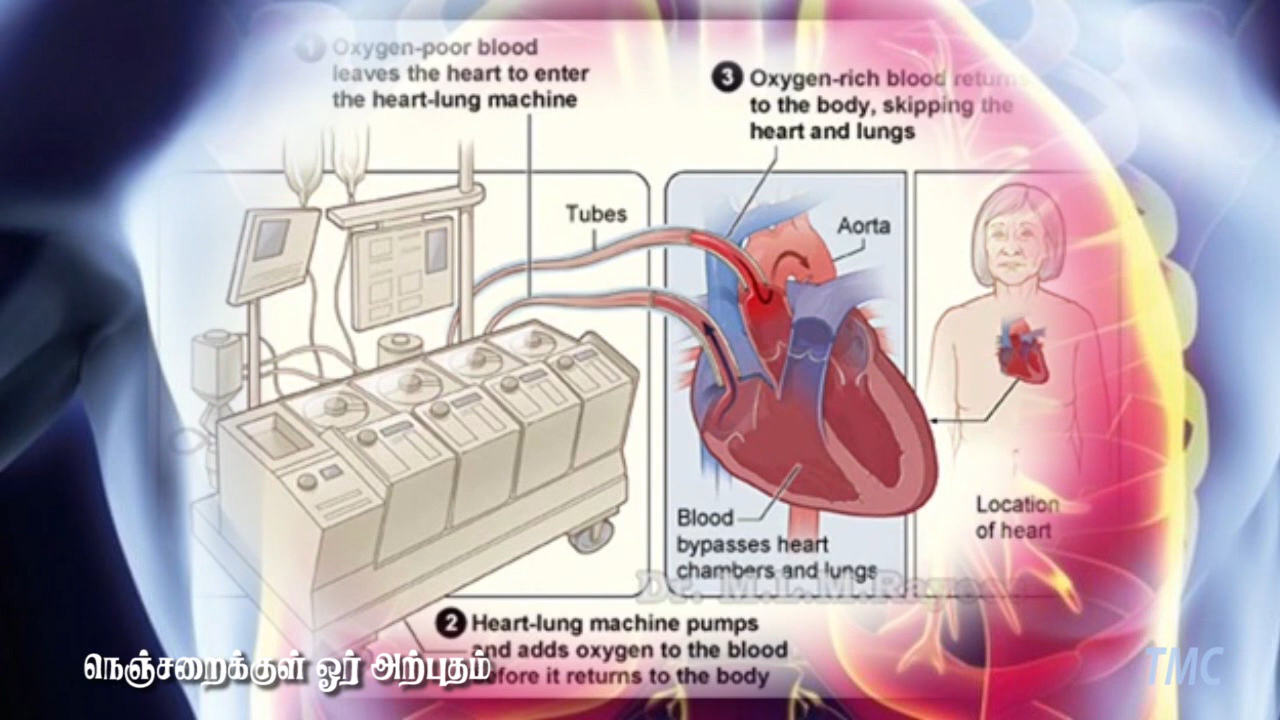 1 Oxygen-poor blood
leaves the heart to enter
the heart-lung machine
3 Oxygen-rich blood returns
to the body, skipping the
heart and lungs
Tubes
Aorta
Blood
bypasses heart
chambers and lungs
Location
of heart
Dr. M.L.M.
2 Heart-lung machine pumps
and adds oxygen to the blood
before it returns to the body
நெஞ்சறைக்குள் ஓர் அற்புதம்
TMC